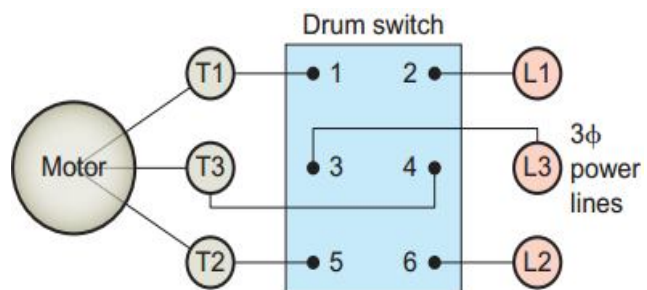 Drum switch
T1 1 2 L1
Motor T3 3 4 L3 3ϕ
power
lines
T2 5 6 L2